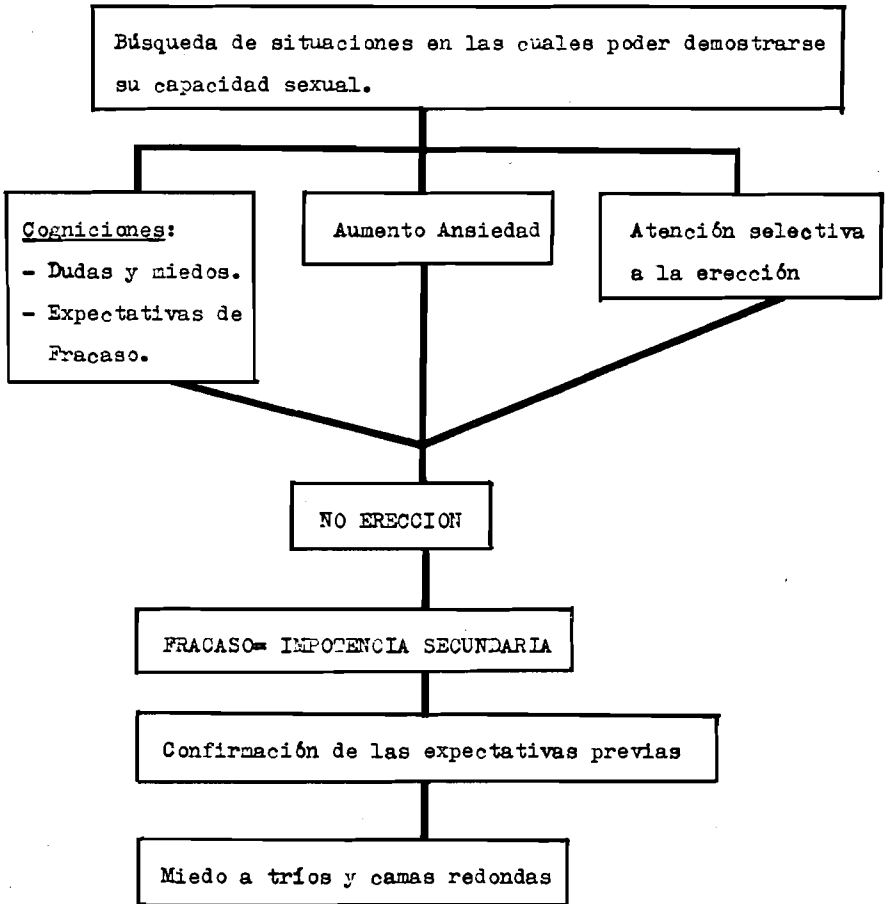 Búsqueda de situaciones en las cuales poder demostrarse
su capacidad sexual.
Cogniciones:
- Dudas y miedos.
- Expectativas de
Fracaso.
Aumento Ansiedad
Atención selectiva
a la erección
NO ERECCION
FRACASO= IMPOTENCIA SECUNDARIA
Confirmación de las expectativas previas
Miedo a tríos y camas redondas